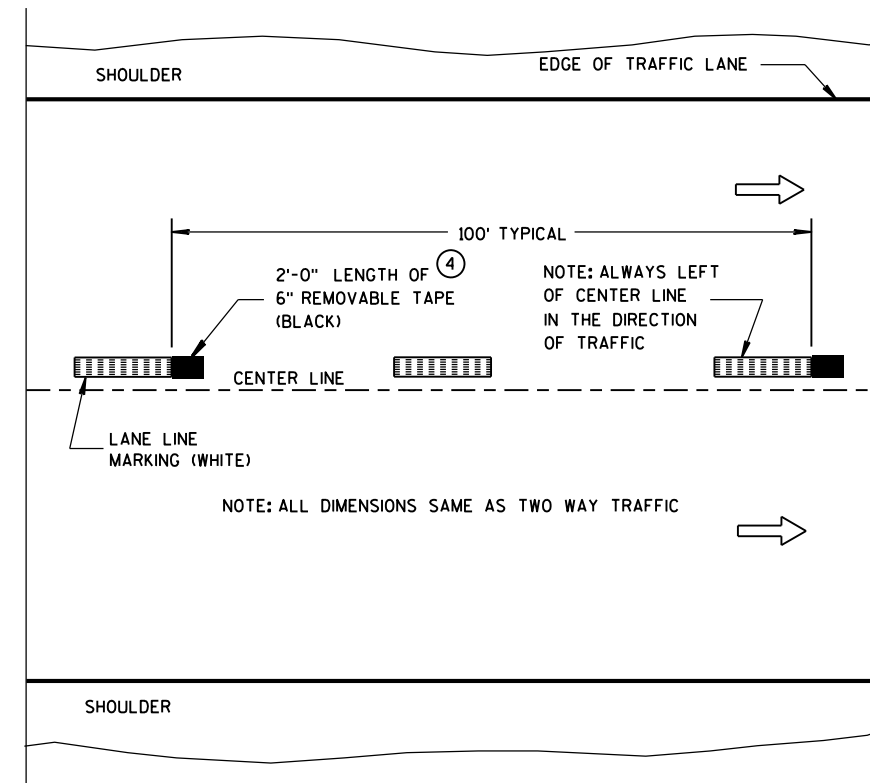 SHOULDER
EDGE OF TRAFFIC LANE
100' TYPICAL
2'-0" LENGTH OF 4
6" REMOVABLE TAPE
(BLACK)
NOTE: ALWAYS LEFT
OF CENTER LINE
IN THE DIRECTION
OF TRAFFIC
CENTER LINE
LANE LINE
MARKING (WHITE)
NOTE: ALL DIMENSIONS SAME AS TWO WAY TRAFFIC
SHOULDER